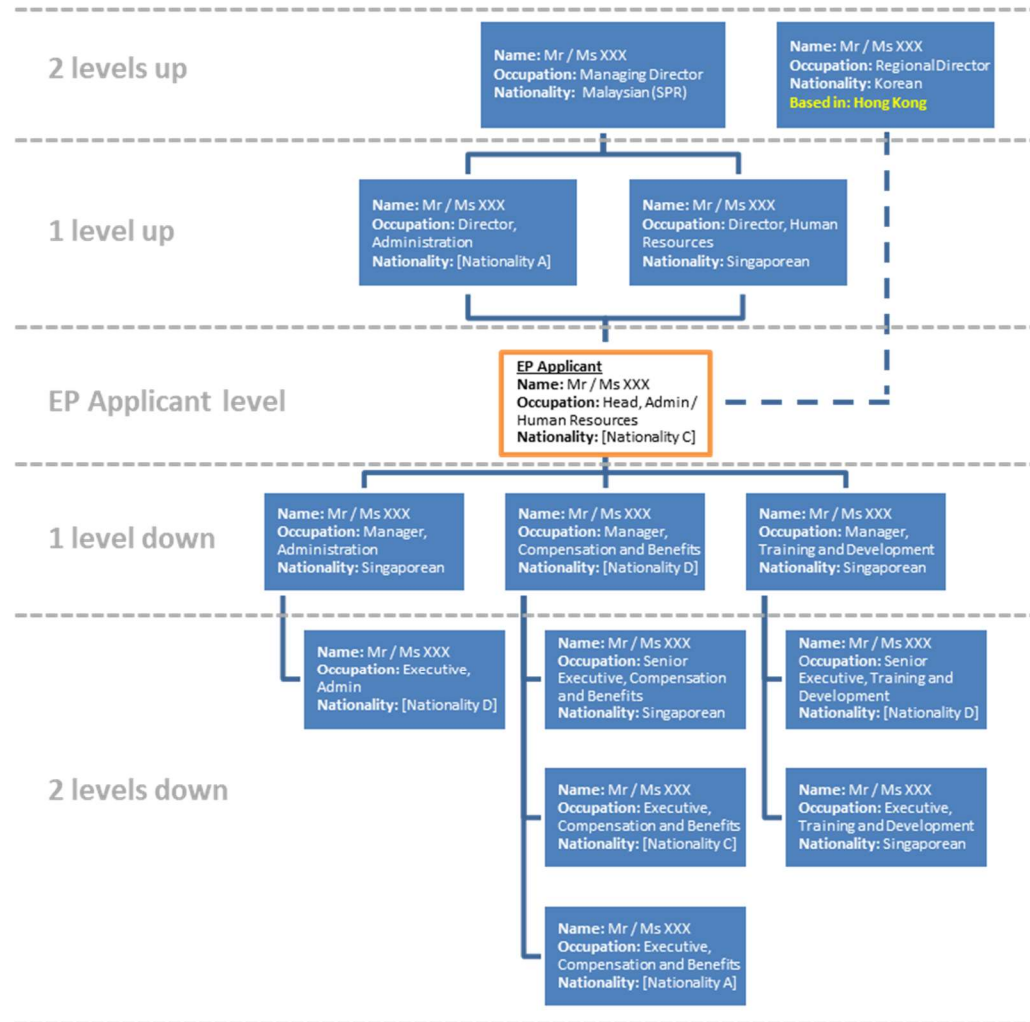 2 levels up
Name: Mr / Ms XXX
Occupation: Managing Director
Nationality: Malaysian (SPR)
Name: Mr / Ms XXX
Occupation: Regional Director
Nationality: Korean
Based in: Hong Kong
1 level up
Name: Mr / Ms XXX
Occupation: Director,
Administration
Nationality: [Nationality A]
Name: Mr / Ms XXX
Occupation: Director, Human
Resources
Nationality: Singaporean
EP Applicant level
EP Applicant
Name: Mr / Ms XXX
Occupation: Head, Admin /
Human Resources
Nationality: [Nationality C]
1 level down
Name: Mr / Ms XXX
Occupation: Manager,
Administration
Nationality: Singaporean
Name: Mr / Ms XXX
Occupation: Manager,
Compensation and Benefits
Nationality: [Nationality D]
Name: Mr / Ms XXX
Occupation: Manager,
Training and Development
Nationality: Singaporean
2 levels down
Name: Mr / Ms XXX
Occupation: Executive,
Admin
Nationality: [Nationality D]
Name: Mr / Ms XXX
Occupation: Senior
Executive, Compensation
and Benefits
Nationality: Singaporean
Name: Mr / Ms XXX
Occupation: Executive,
Compensation and Benefits
Nationality: [Nationality C]
Name: Mr / Ms XXX
Occupation: Executive,
Compensation and Benefits
Nationality: [Nationality A]
Name: Mr / Ms XXX
Occupation: Senior
Executive, Training and
Development
Nationality: [Nationality D]
Name: Mr / Ms XXX
Occupation: Executive,
Training and Development
Nationality: Singaporean